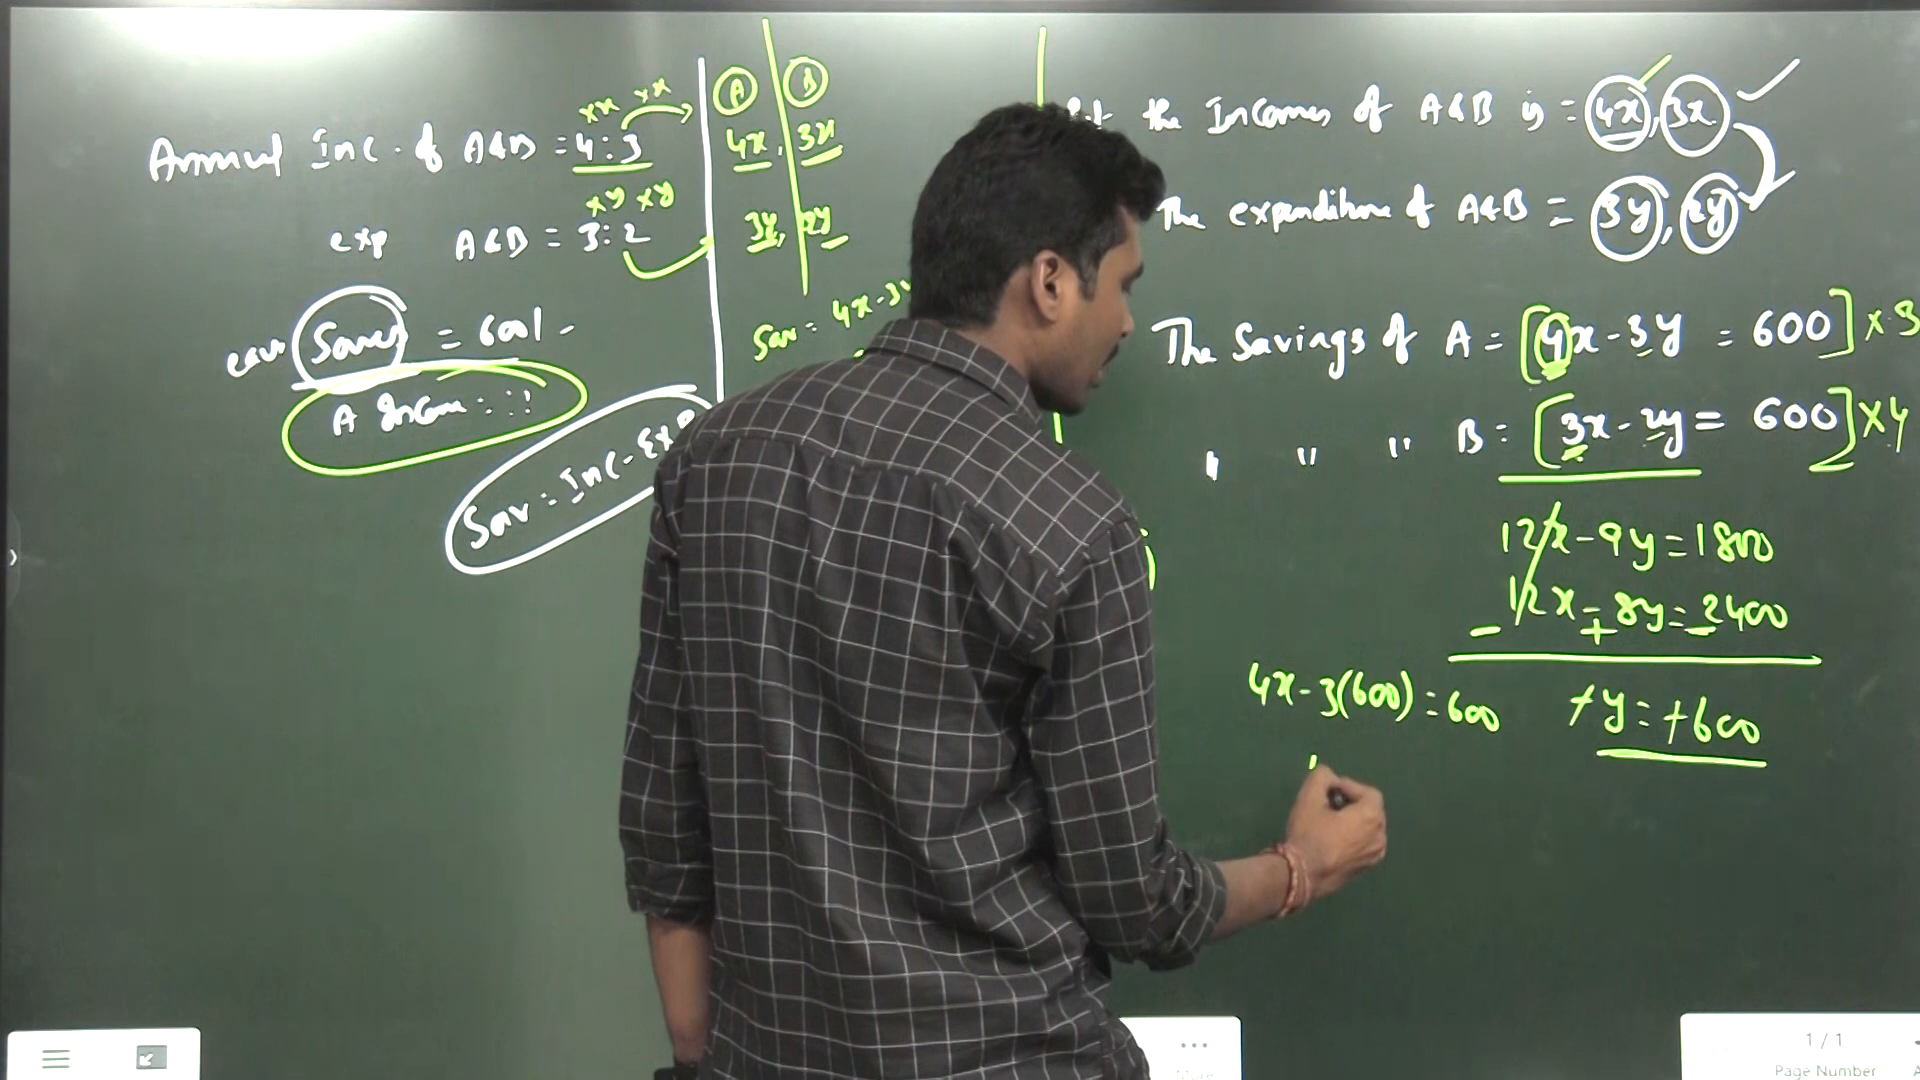 Annual Inc. of A&B = 4:3
×x ×x
×y ×y
exp A&B = 3:2
each Saves = 600/-
A Income = ::?
Sav = Inc - Exp
A B
4x, 3x
3y, 2y
Sav = 4x-3y
the Incomes of A&B is = 4x, 3x
The expenditure of A&B = 3y, 2y
The Savings of A = [4x-3y = 600]×3
" " " B = [3x-2y = 600]×4
12x-9y=1800
12x-8y=2400
- + -
+y=+600
4x-3(600)=600
1/1
Page Number
More